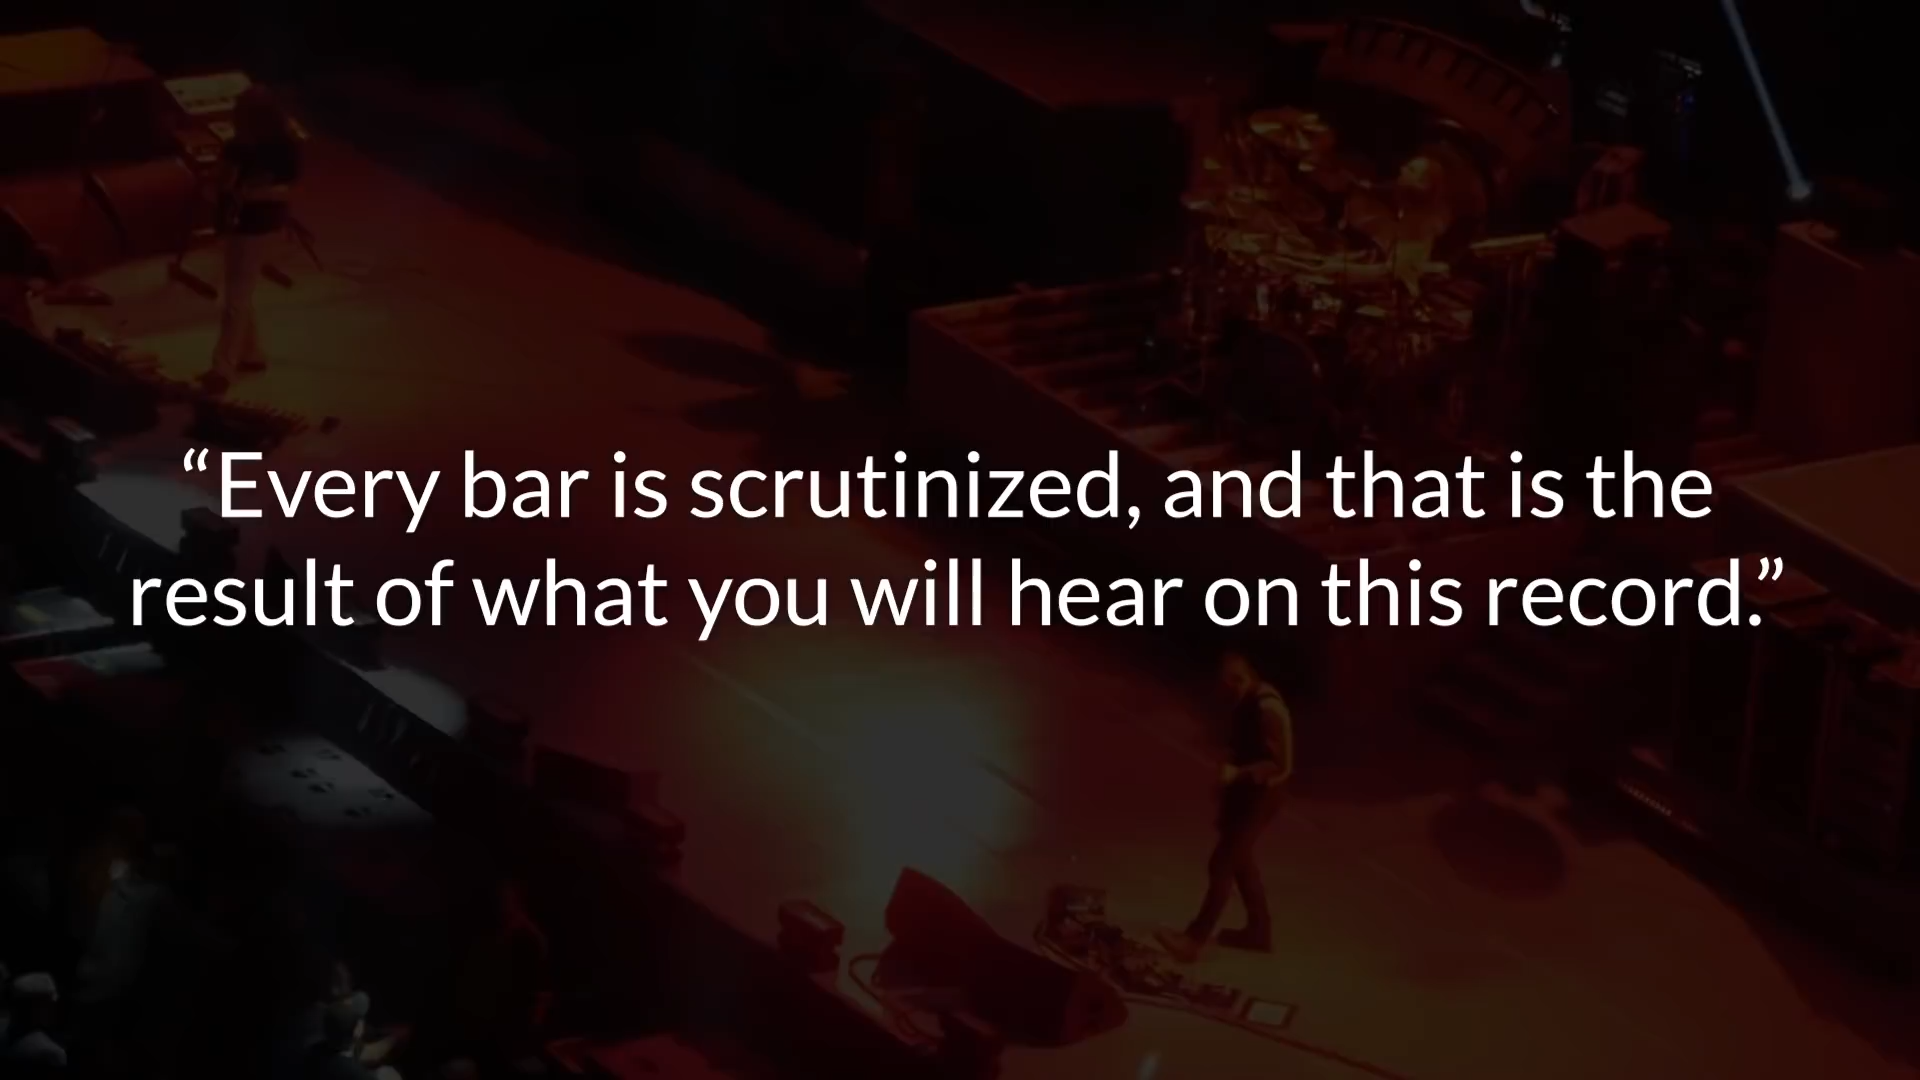 “Every bar is scrutinized, and that is the
result of what you will hear on this record.”